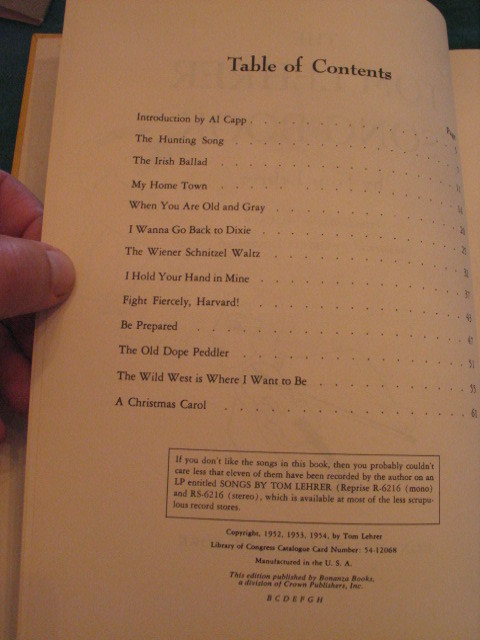 Table of Contents
Page
Introduction by Al Capp
The Hunting Song
The Irish Ballad
My Home Town
When You Are Old and Gray
I Wanna Go Back to Dixie
The Wiener Schnitzel Waltz
I Hold Your Hand in Mine
Fight Fiercely, Harvard!
Be Prepared 47
The Old Dope Peddler 51
The Wild West is Where I Want to Be 55
A Christmas Carol
If you don't like the songs in this book, then you probably couldn't
care less that eleven of them have been recorded by the author on an
LP entitled SONGS BY TOM LEHRER (Reprise R-6216 (mono)
and RS-6216 (stereo), which is available at most of the less scrupu-
lous record stores.
Copyright, 1952, 1953, 1954, by Tom Lehrer
Library of Congress Catalogue Card Number: 54-12068
Manufactured in the U. S. A.
This edition published by Bonanza Books,
a division of Crown Publishers, Inc.
B C D E F G H